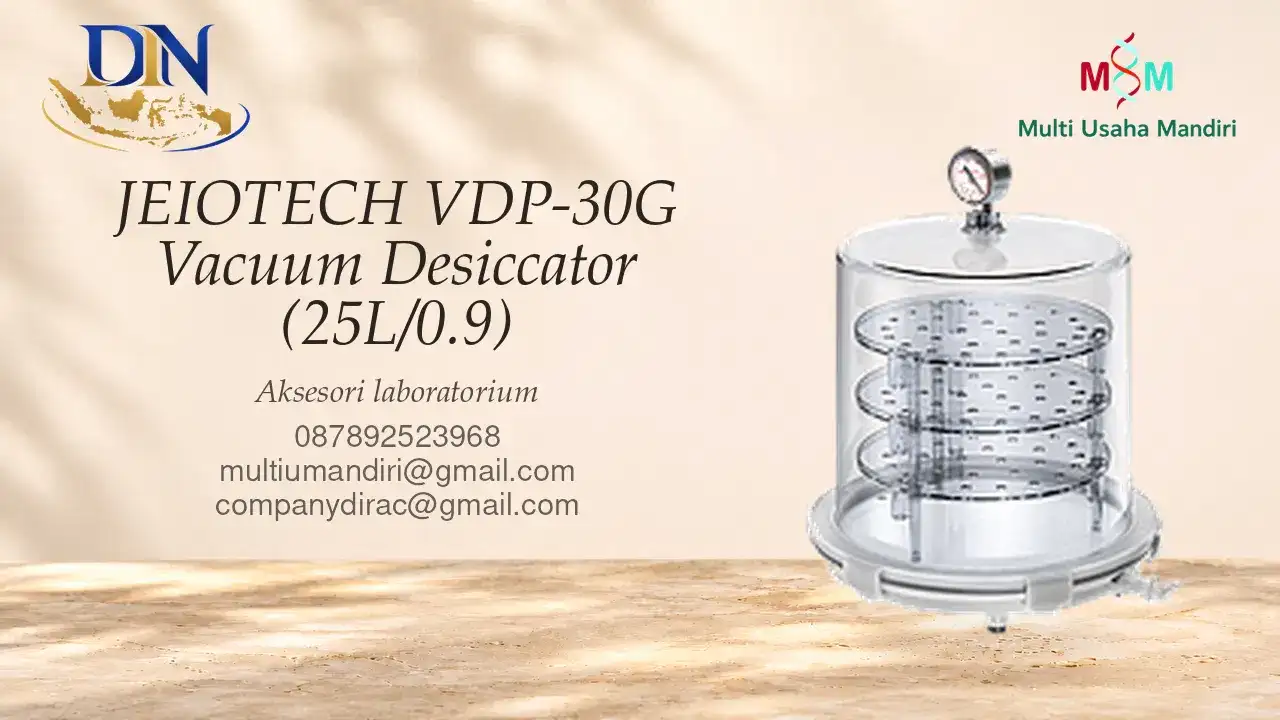 DIN
MSM
Multi Usaha Mandiri
JEIOTECH VDP-30G
Vacuum Desiccator
(25L/0.9)
Aksesori laboratorium
087892523968
multiumandiri@gmail.com
companydirac@gmail.com